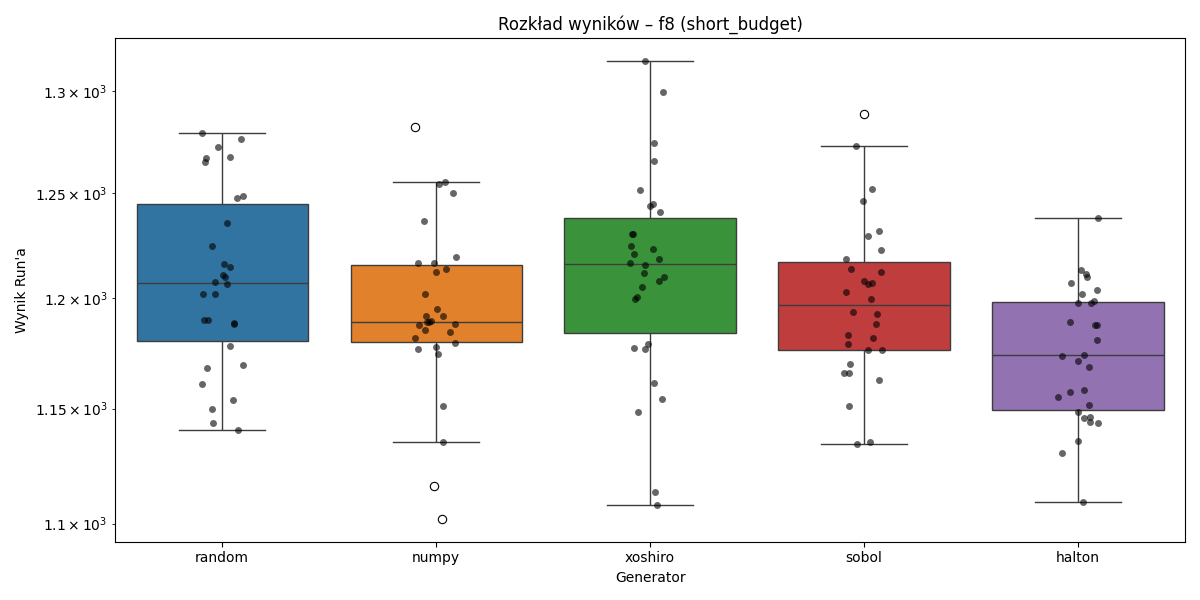 Rozkład wyników – f8 (short_budget)
Wynik Run'a
1.3 × 10³
1.25 × 10³
1.2 × 10³
1.15 × 10³
1.1 × 10³
random numpy xoshiro sobol halton
Generator